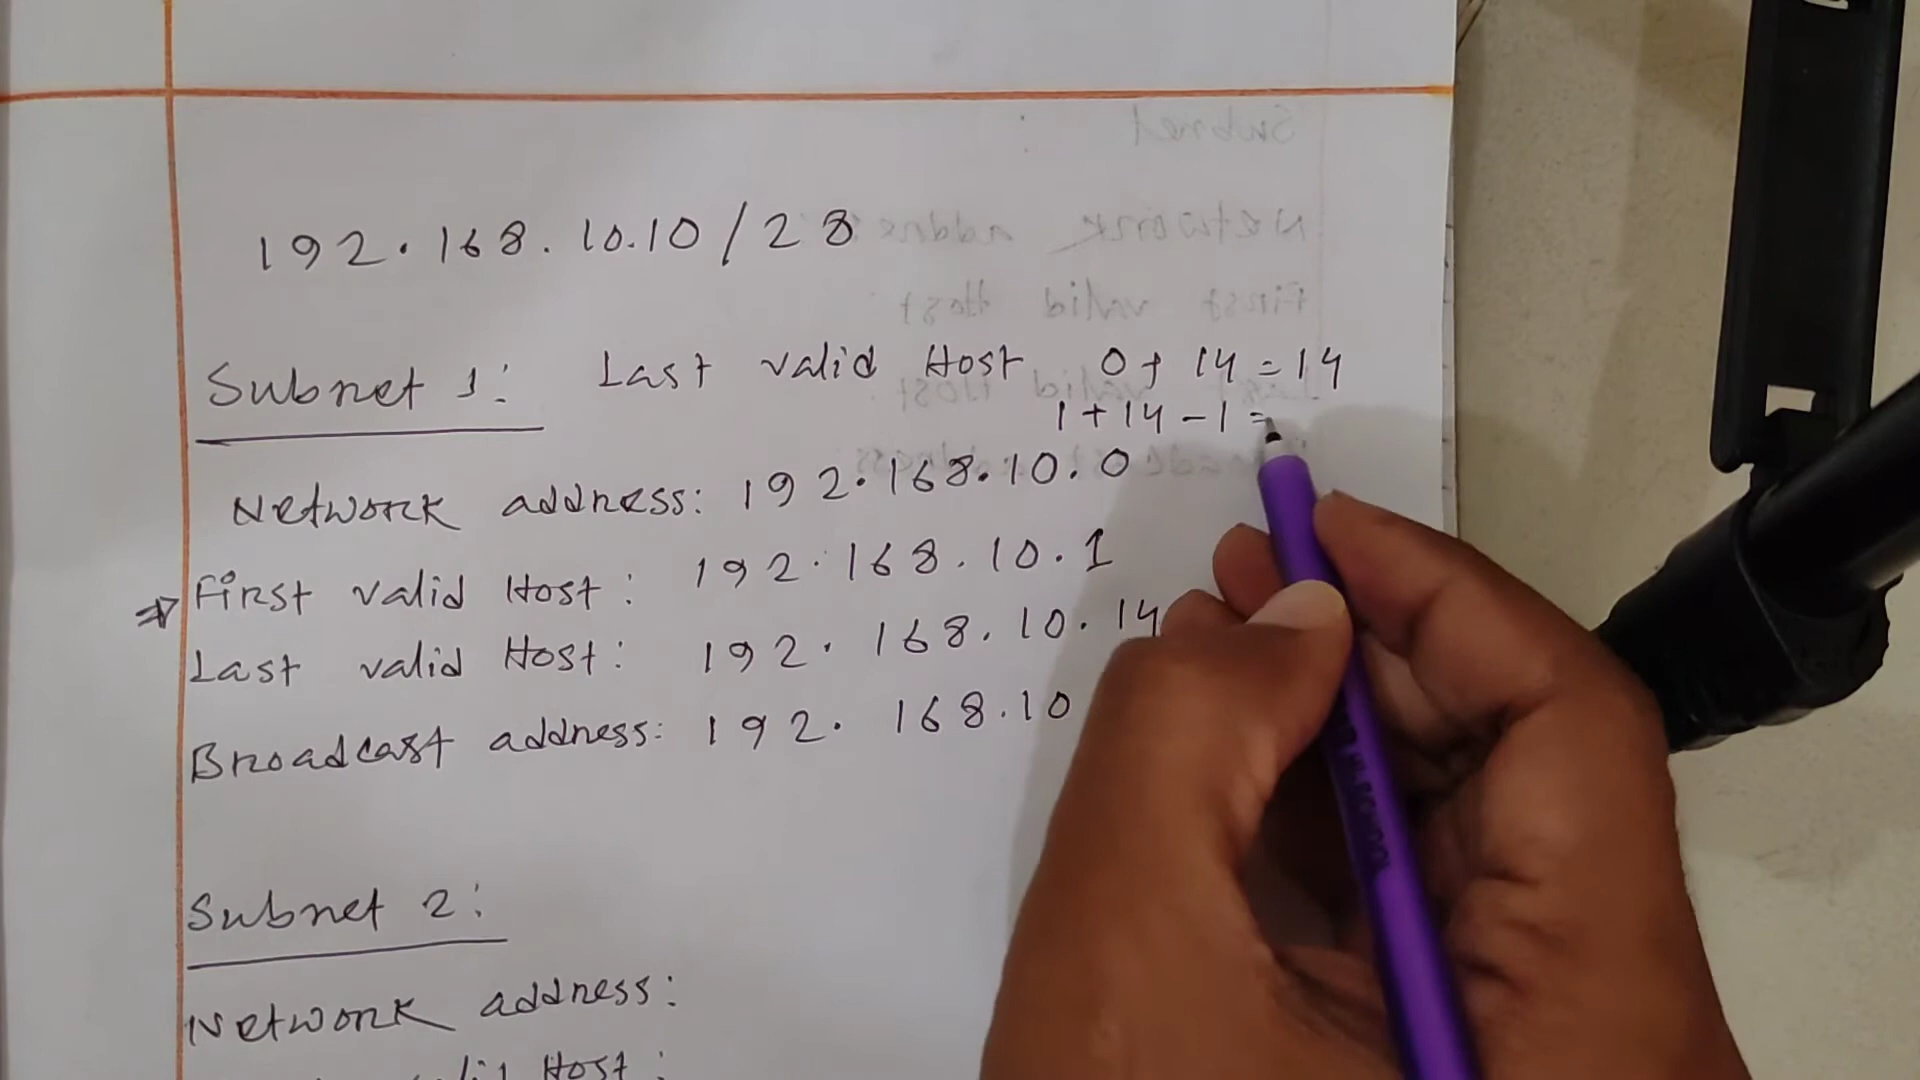 192.168.10.10/28
Subnet 1: Last valid Host 0+14=14
1+14-1=
Network address: 192.168.10.0
First valid Host: 192.168.10.1
Last valid Host: 192.168.10.14
Broadcast address: 192.168.10
Subnet 2:
Network address:
Host: